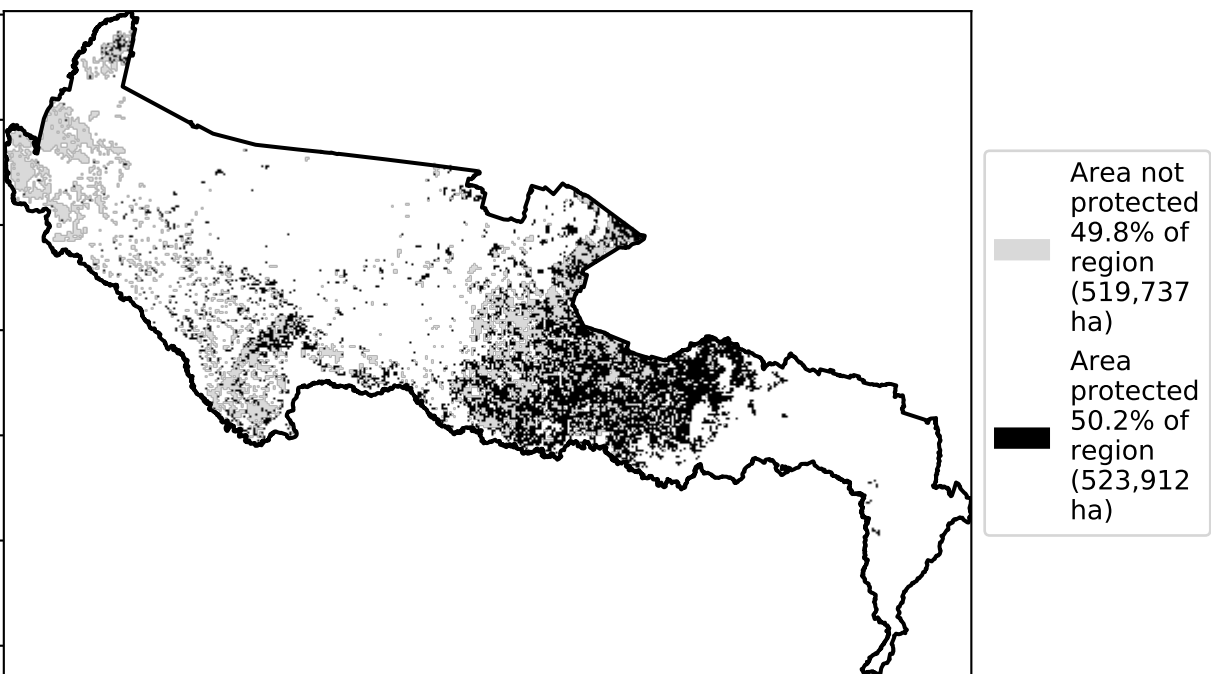 Area not
protected
49.8% of
region
(519,737
ha)
Area
protected
50.2% of
region
(523,912
ha)